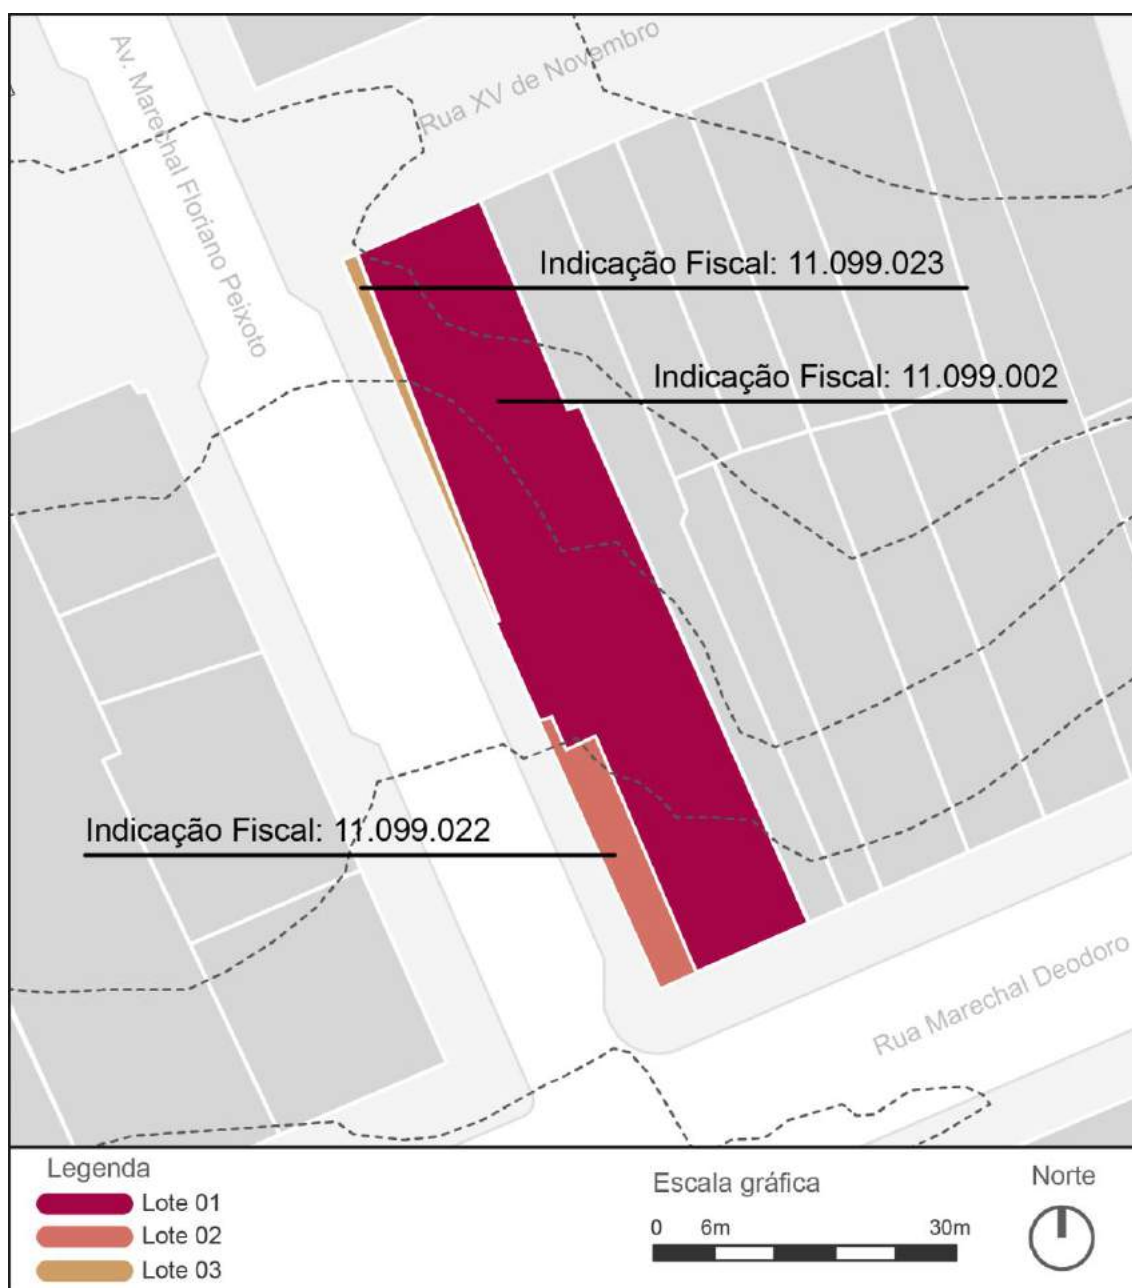 Av. Marechal Floriano Peixoto
Rua XV de Novembro
Indicação Fiscal: 11.099.023
Indicação Fiscal: 11.099.002
Indicação Fiscal: 11.099.022
Rua Marechal Deodoro
Legenda
Lote 01
Lote 02
Lote 03
Escala gráfica
0 6m 30m
Norte